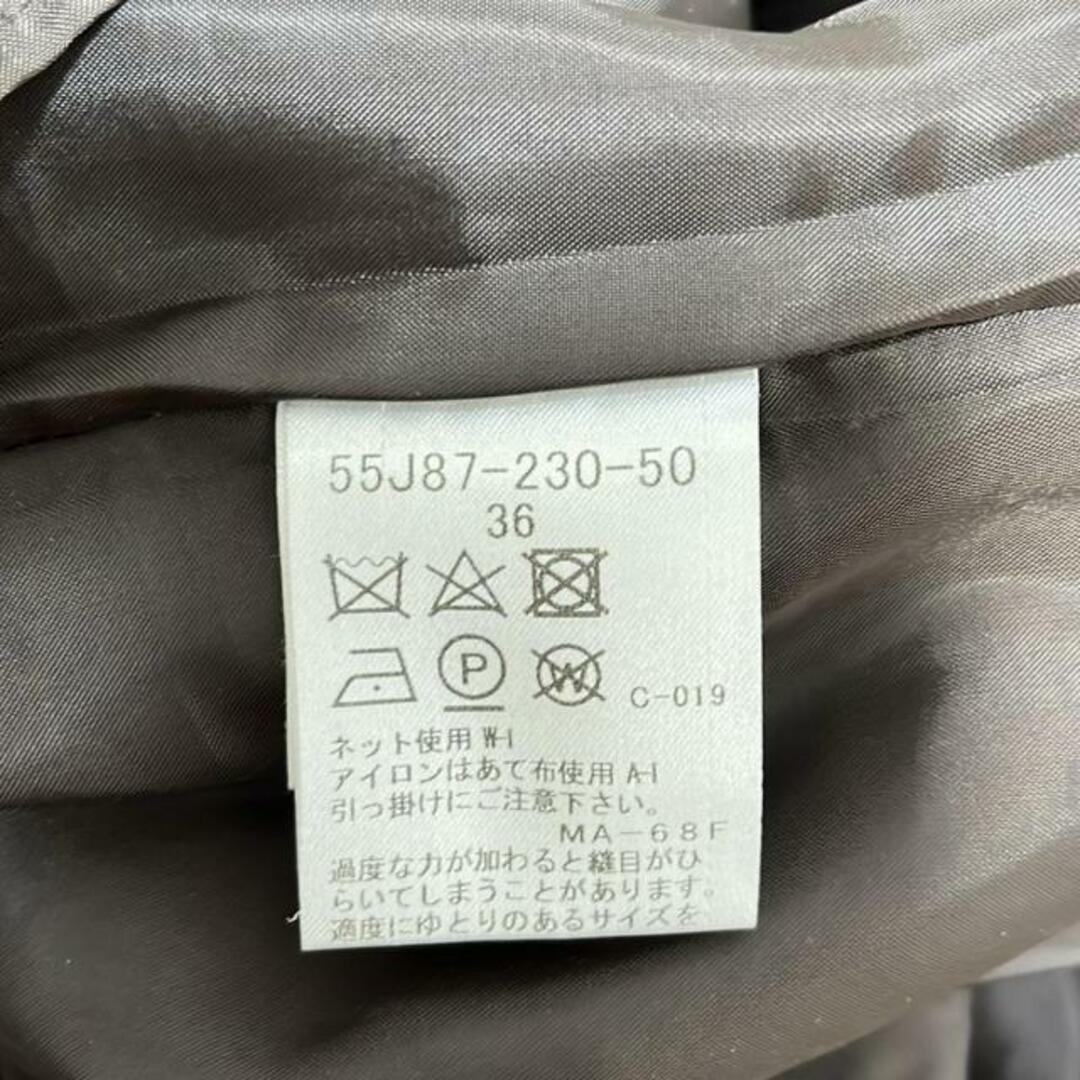 55J87-230-50
36
P W C-019
ネット使用 W-I
アイロンはあて布使用 A-I
引っ掛けにご注意下さい。
MA-68F
過度な力が加わると縫目がひ
らいてしまうことがあります。
適度にゆとりのあるサイズを